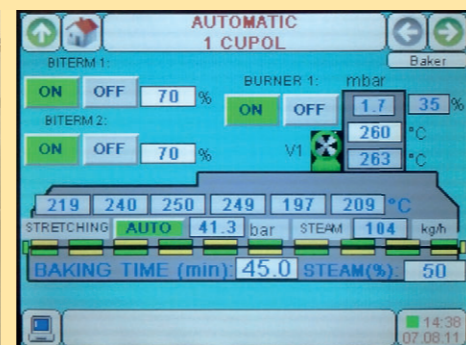 AUTOMATIC
1 CUPOL
Baker
BITERM 1:
ON OFF 70 %
BURNER 1: mbar
ON OFF 1.7 35 %
BITERM 2:
260 °C
ON OFF 70 % V1 263 °C
219 240 250 249 197 209 °C
STRETCHING AUTO 41.3 bar STEAM 104 kg/h
BAKING TIME (min): 45.0 STEAM(%): 50
14:38
07.08.11